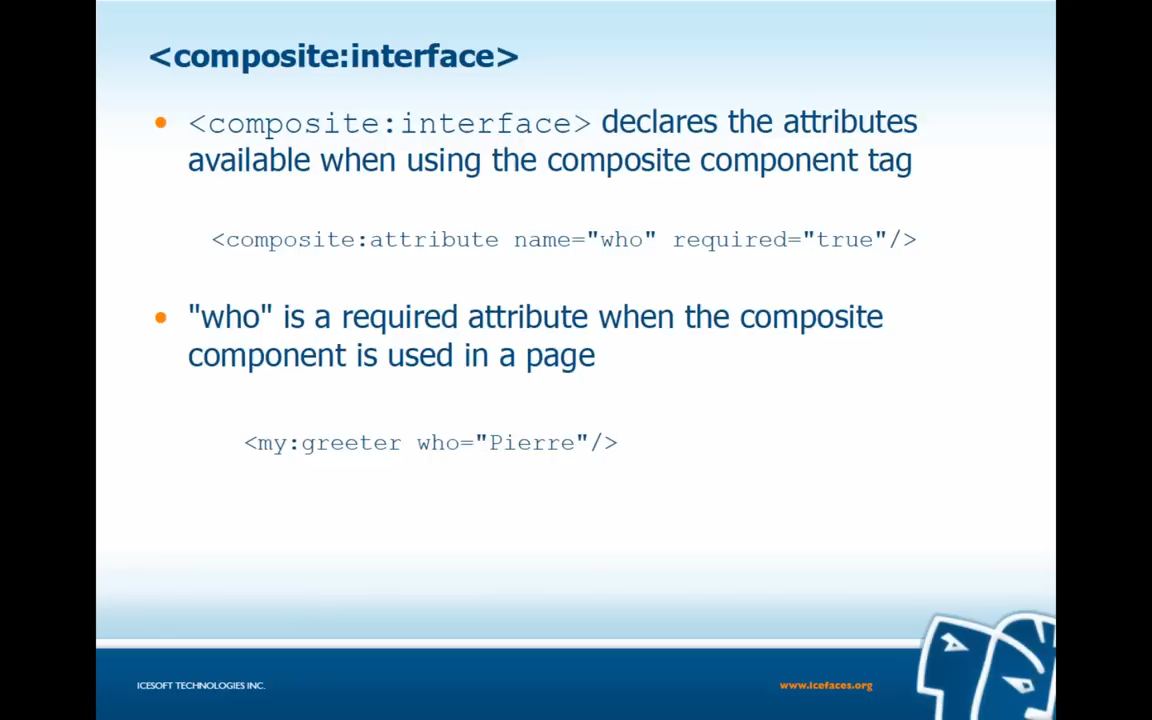 <composite:interface>
• <composite:interface> declares the attributes
available when using the composite component tag
<composite:attribute name="who" required="true"/>
• "who" is a required attribute when the composite
component is used in a page
<my:greeter who="Pierre"/>
ICESOFT TECHNOLOGIES INC.
www.icefaces.org